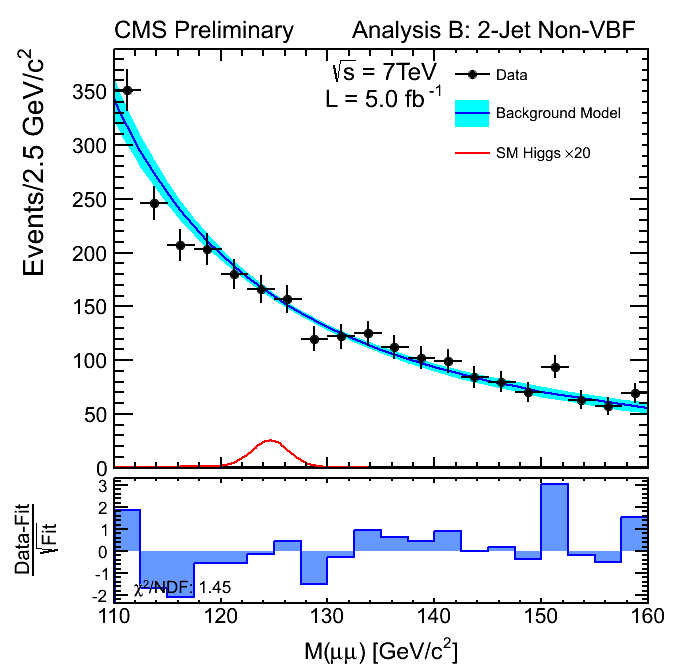 CMS Preliminary Analysis B: 2-Jet Non-VBF
√s = 7TeV
L = 5.0 fb⁻¹
Data
Background Model
SM Higgs ×20
Events/2.5 GeV/c²
350
300
250
200
150
100
50
0
Data-Fit
√Fit
3
2
1
0
-1
-2
χ²/NDF: 1.45
110 120 130 140 150 160
M(μμ) [GeV/c²]